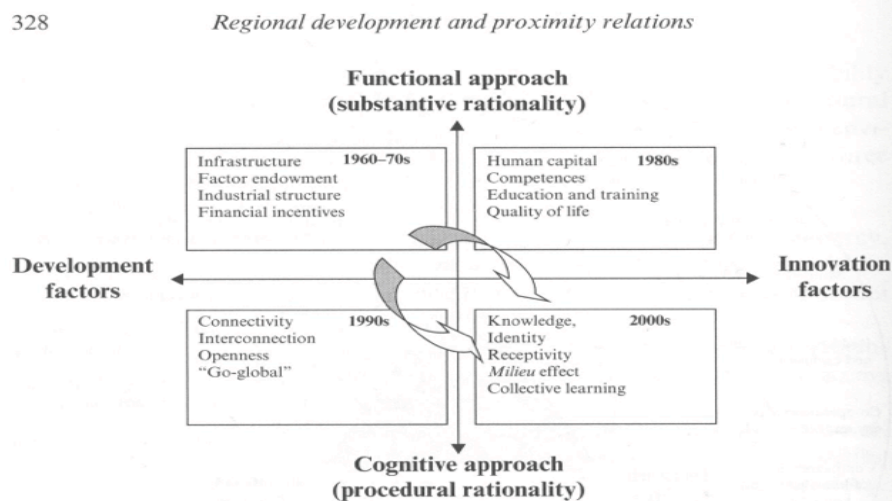 328 Regional development and proximity relations
Functional approach
(substantive rationality)
Infrastructure 1960–70s
Factor endowment
Industrial structure
Financial incentives
Human capital 1980s
Competences
Education and training
Quality of life
Development
factors
Innovation
factors
Connectivity 1990s
Interconnection
Openness
“Go-global”
Knowledge, 2000s
Identity
Receptivity
Milieu effect
Collective learning
Cognitive approach
(procedural rationality)